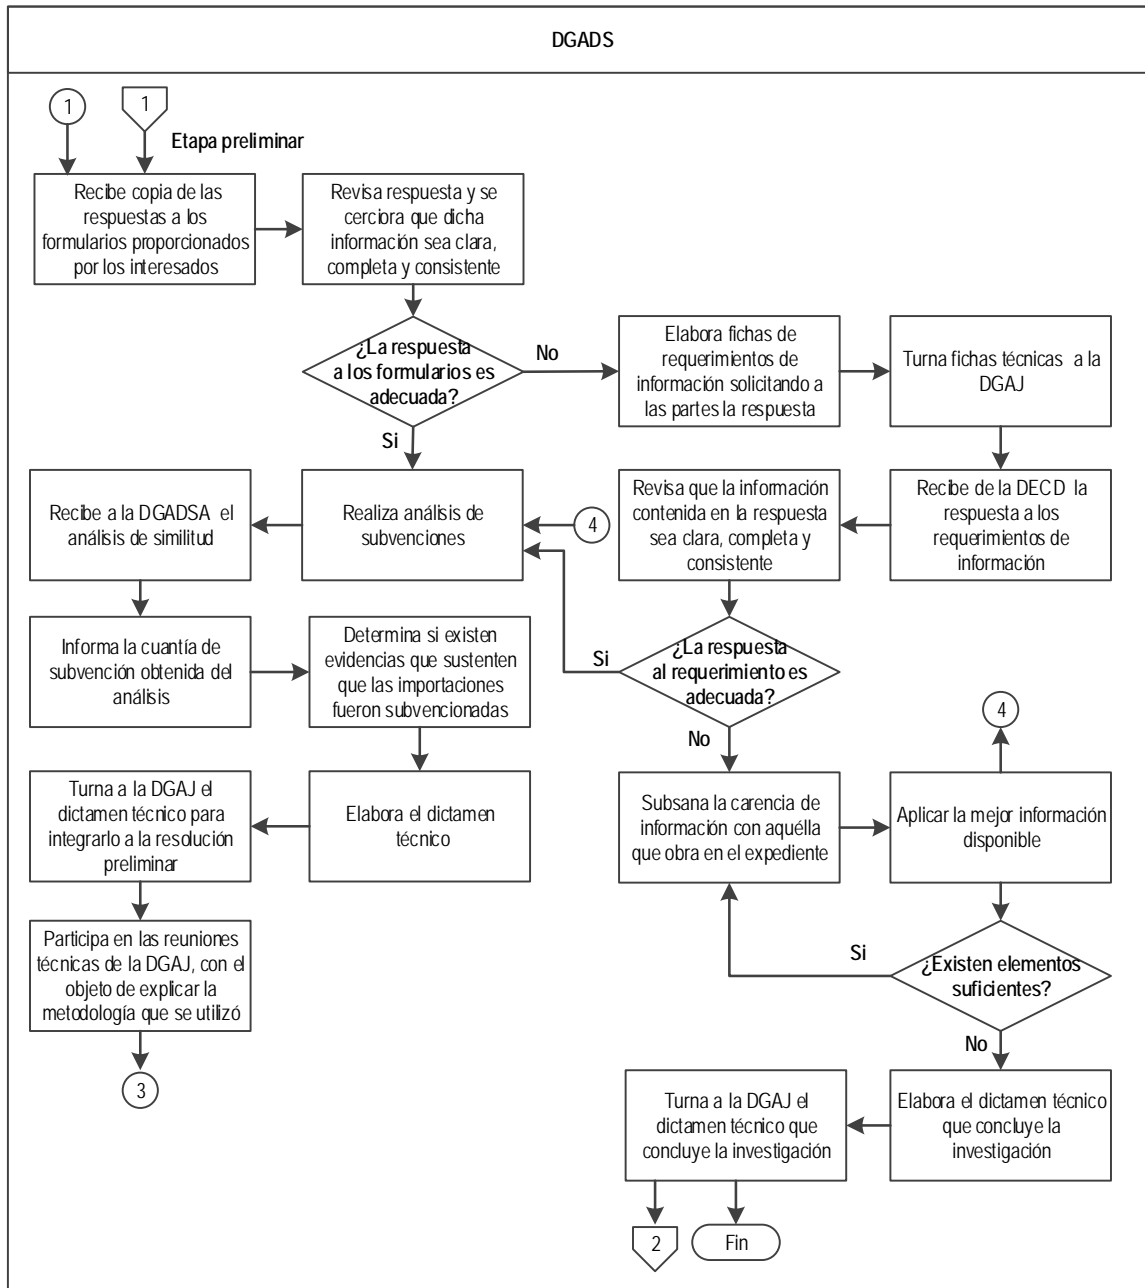 DGADS
1
1
Etapa preliminar
Recibe copia de las
respuestas a los
formularios proporcionados
por los interesados
Revisa respuesta y se
cerciora que dicha
información sea clara,
completa y consistente
¿La respuesta
a los formularios es
adecuada?
No
Si
Elabora fichas de
requerimientos de
información solicitando a
las partes la respuesta
Turna fichas técnicas a la
DGAJ
Recibe a la DGADSA el
análisis de similitud
Realiza análisis de
subvenciones
4
Revisa que la información
contenida en la respuesta
sea clara, completa y
consistente
Recibe de la DECD la
respuesta a los
requerimientos de
información
Informa la cuantía de
subvención obtenida del
análisis
Determina si existen
evidencias que sustenten
que las importaciones
fueron subvencionadas
Si
¿La respuesta
al requerimiento es
adecuada?
No
4
Turna a la DGAJ el
dictamen técnico para
integrarlo a la resolución
preliminar
Elabora el dictamen
técnico
Subsana la carencia de
información con aquélla
que obra en el expediente
Aplicar la mejor información
disponible
Participa en las reuniones
técnicas de la DGAJ, con el
objeto de explicar la
metodología que se utilizó
Si
¿Existen elementos
suficientes?
No
3
Turna a la DGAJ el
dictamen técnico que
concluye la investigación
Elabora el dictamen técnico
que concluye la
investigación
2
Fin